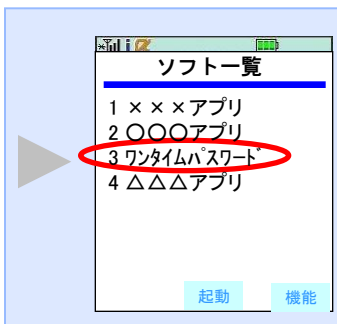 ソフト一覧
1 ×××アプリ
2 〇〇〇アプリ
3 ﾜﾝﾀｲﾑﾊﾟｽﾜｰﾄﾞ
4 △△△アプリ
起動 機能